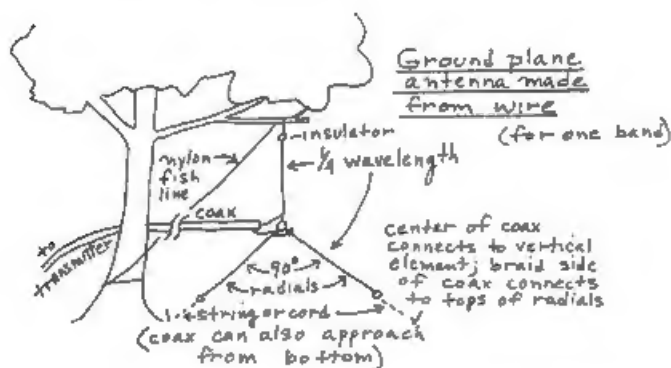 Ground plane
antenna made
from wire
(for one band)
insulator
1/4 wavelength
nylon
fish
line
coax
to
transmitter
center of coax
connects to vertical
element; braid side
of coax connects
to tops of radials
90°
radials
string or cord
(coax can also approach
from bottom)